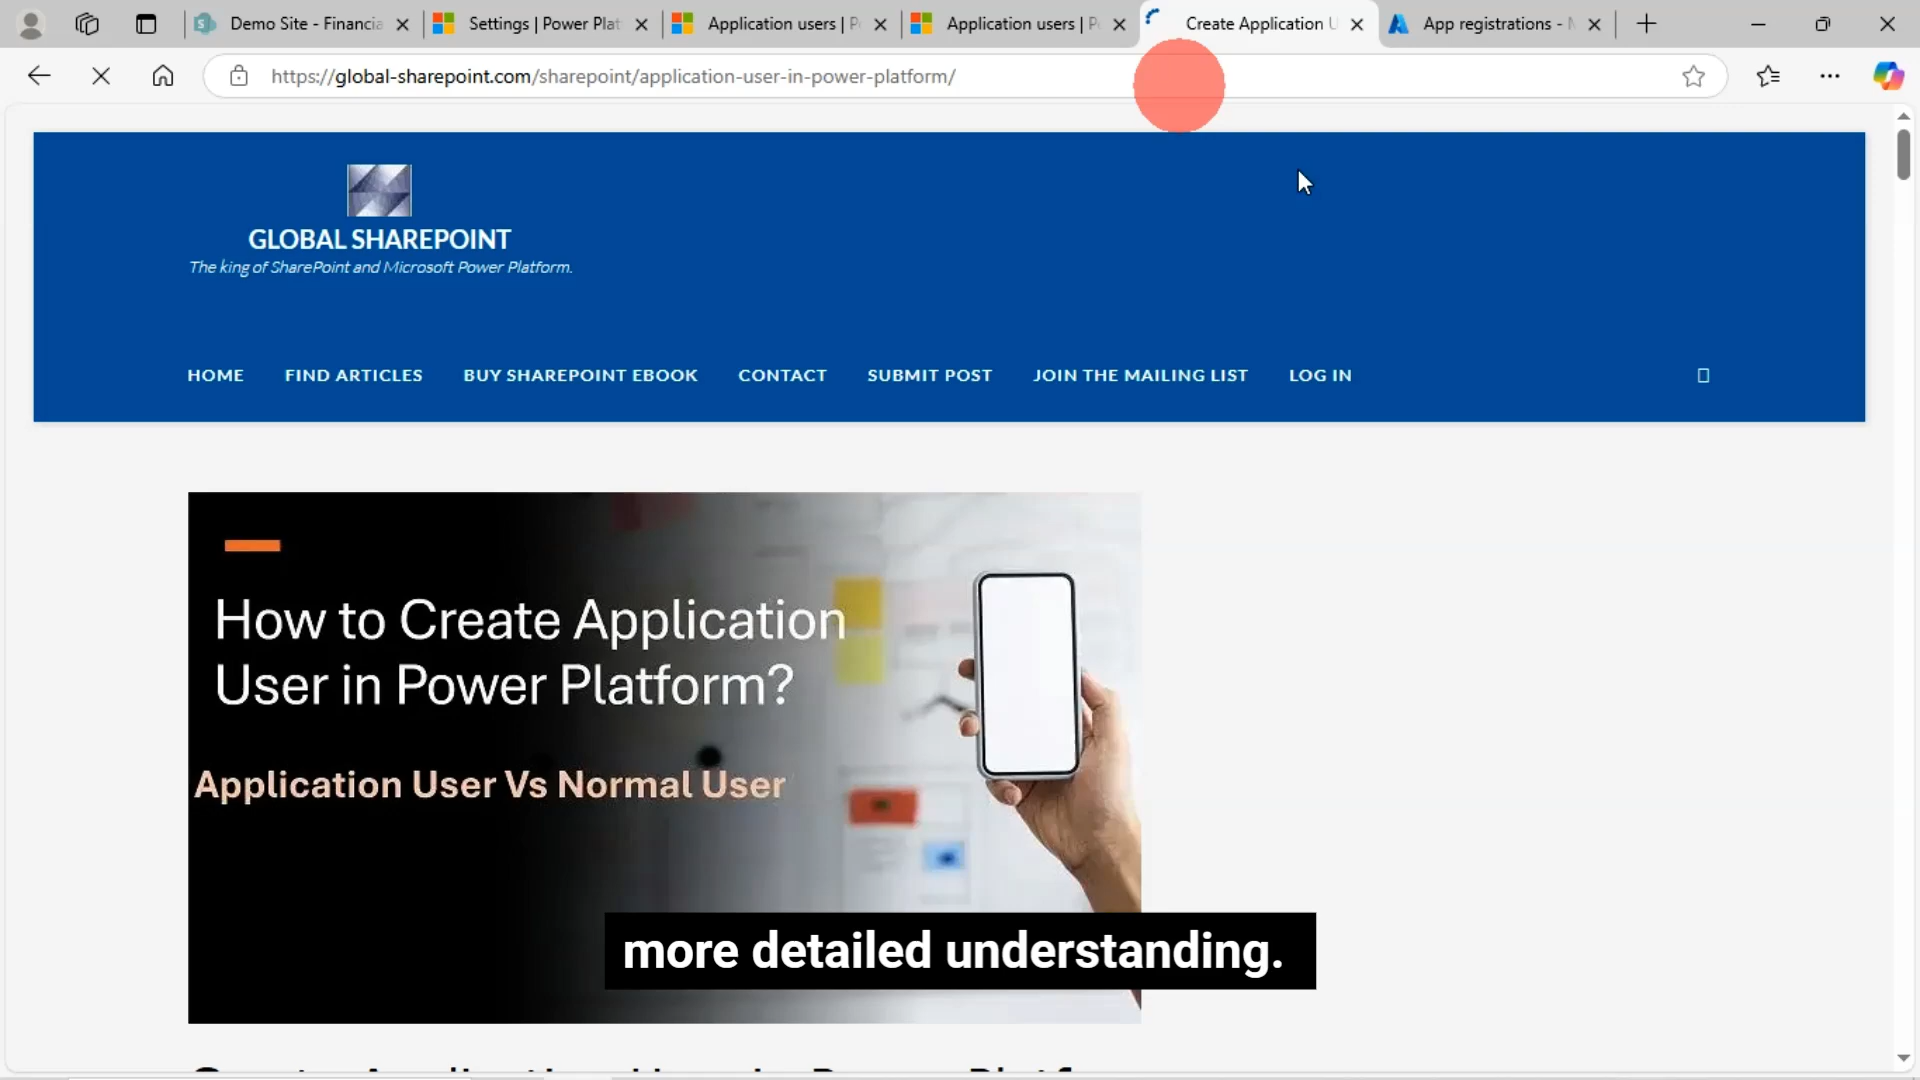 Demo Site - Financia
Settings | Power Plat
Application users | P
Application users | P
Create Application U
App registrations - M
https://global-sharepoint.com/sharepoint/application-user-in-power-platform/
GLOBAL SHAREPOINT
The king of SharePoint and Microsoft Power Platform.
HOME FIND ARTICLES BUY SHAREPOINT EBOOK CONTACT SUBMIT POST JOIN THE MAILING LIST LOG IN
How to Create Application
User in Power Platform?
Application User Vs Normal User
more detailed understanding.